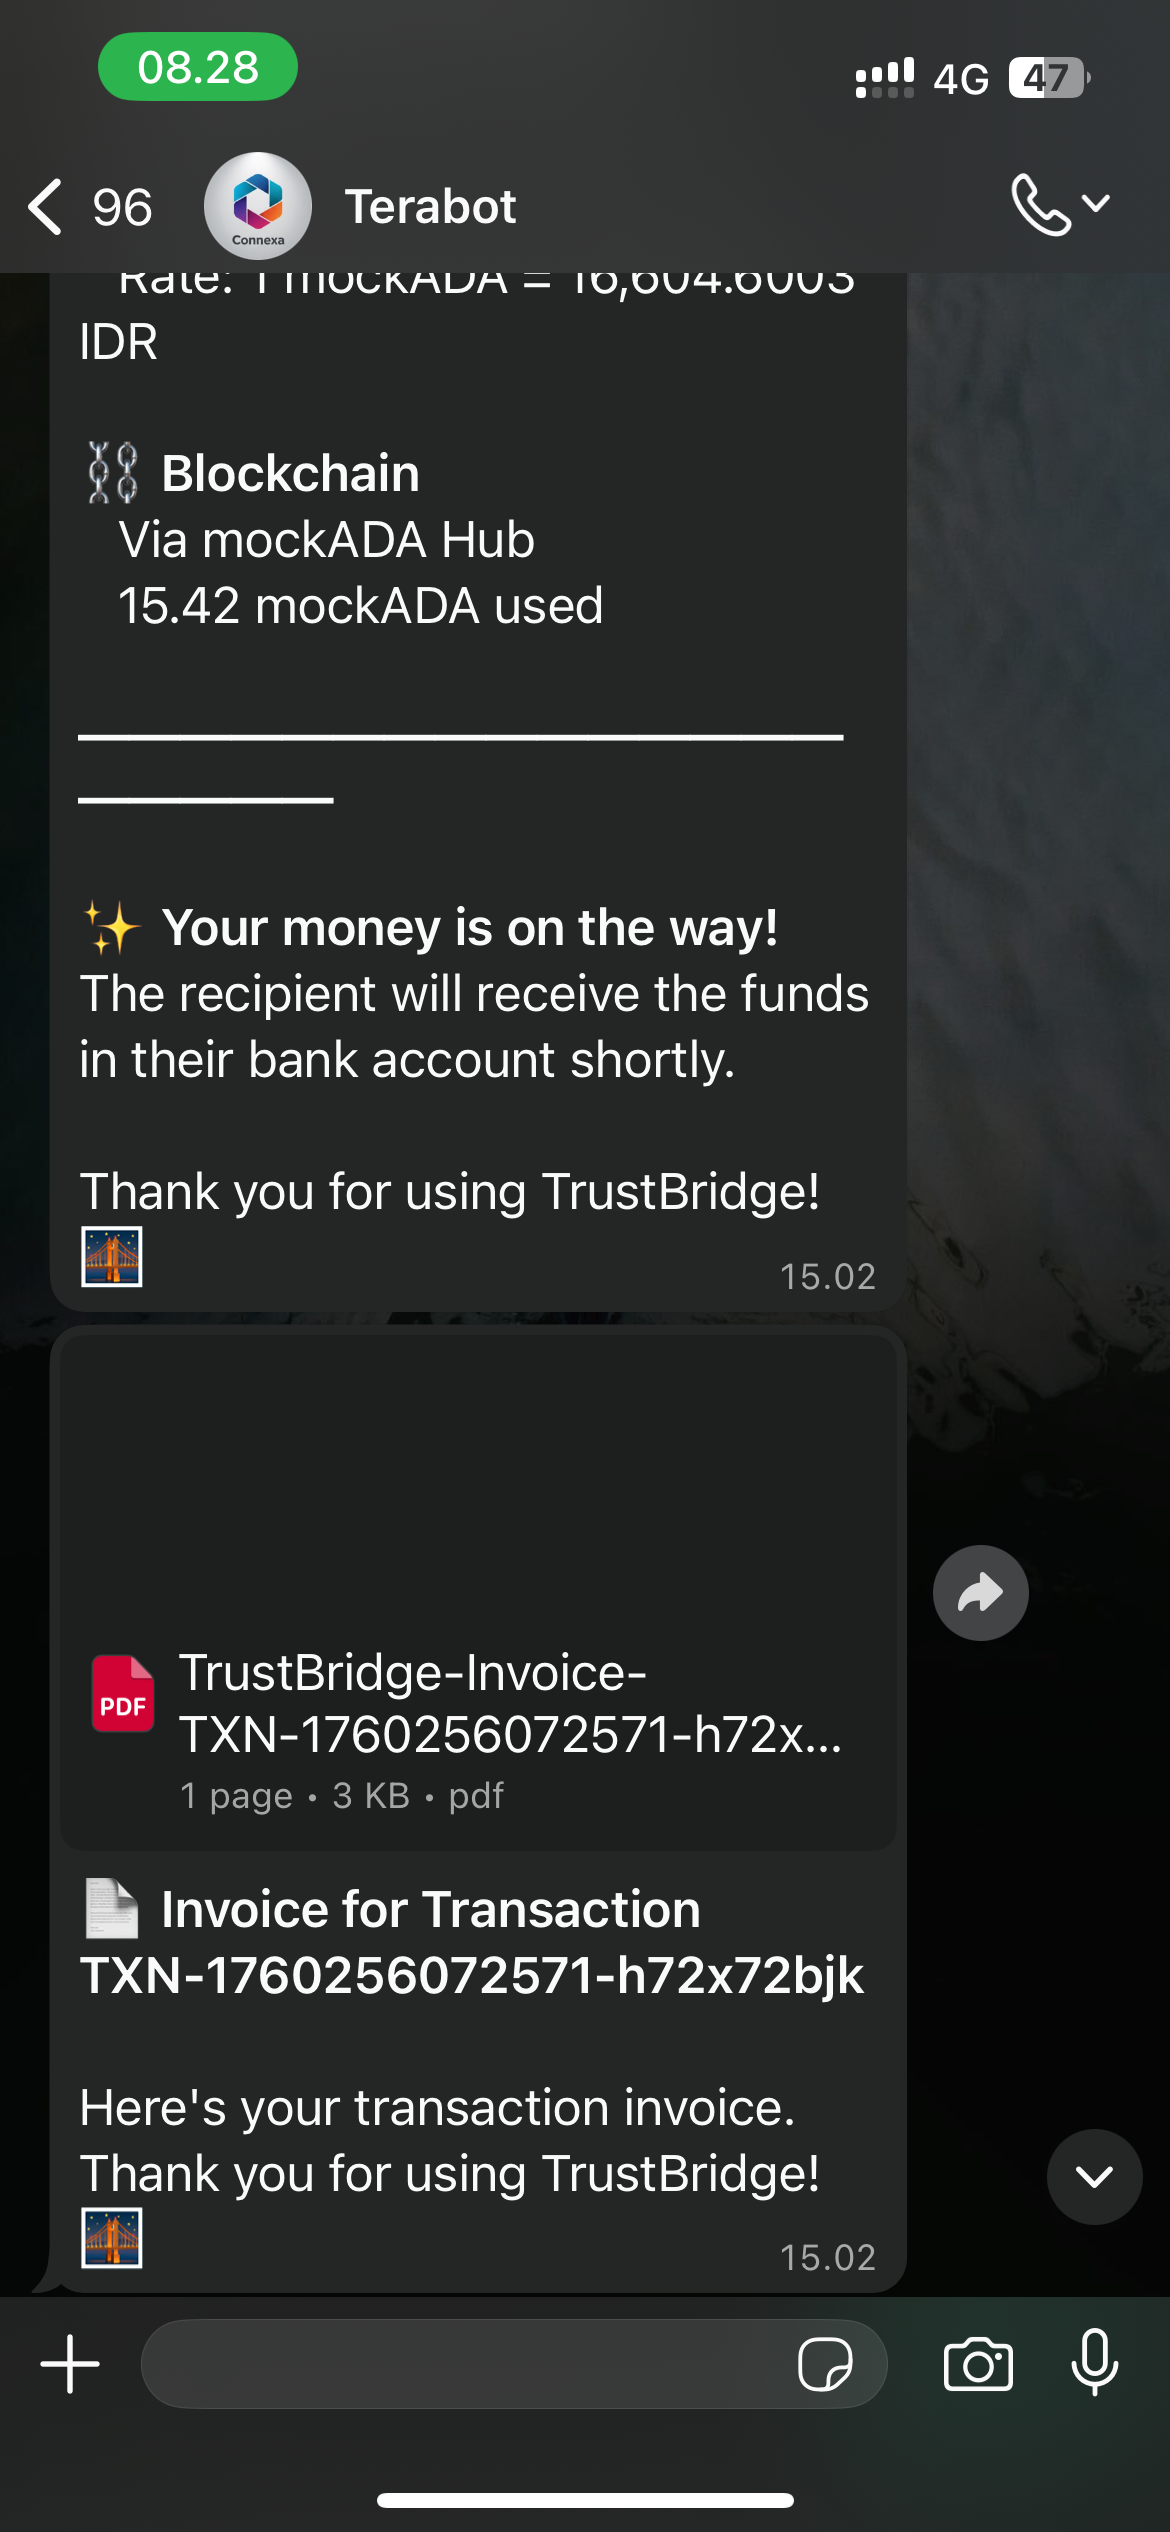 08.28
4G 47
96 Connexa Terabot
Rate: 1 mockADA = 16,604.6003
IDR
Blockchain
Via mockADA Hub
15.42 mockADA used
Your money is on the way!
The recipient will receive the funds
in their bank account shortly.
Thank you for using TrustBridge!
15.02
PDF
TrustBridge-Invoice-
TXN-1760256072571-h72x...
1 page • 3 KB • pdf
Invoice for Transaction
TXN-1760256072571-h72x72bjk
Here's your transaction invoice.
Thank you for using TrustBridge!
15.02